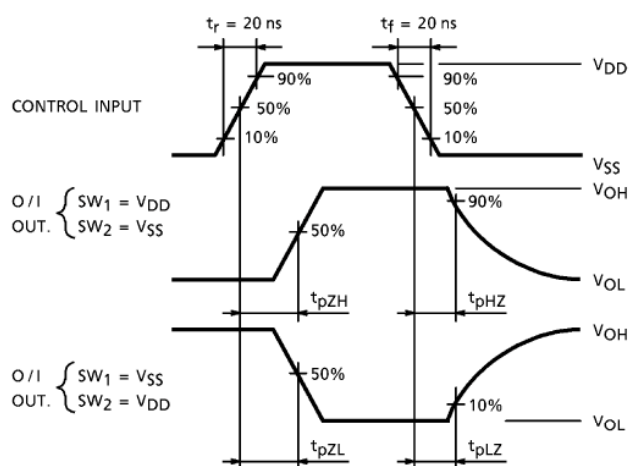 tr = 20 ns
tf = 20 ns
CONTROL INPUT
90%
50%
10%
90%
50%
10%
VDD
VSS
O / I { SW1 = VDD
OUT. { SW2 = VSS
50%
90%
VOH
VOL
tpZH
tpHZ
O / I { SW1 = VSS
OUT. { SW2 = VDD
50%
10%
VOH
VOL
tpZL
tpLZ